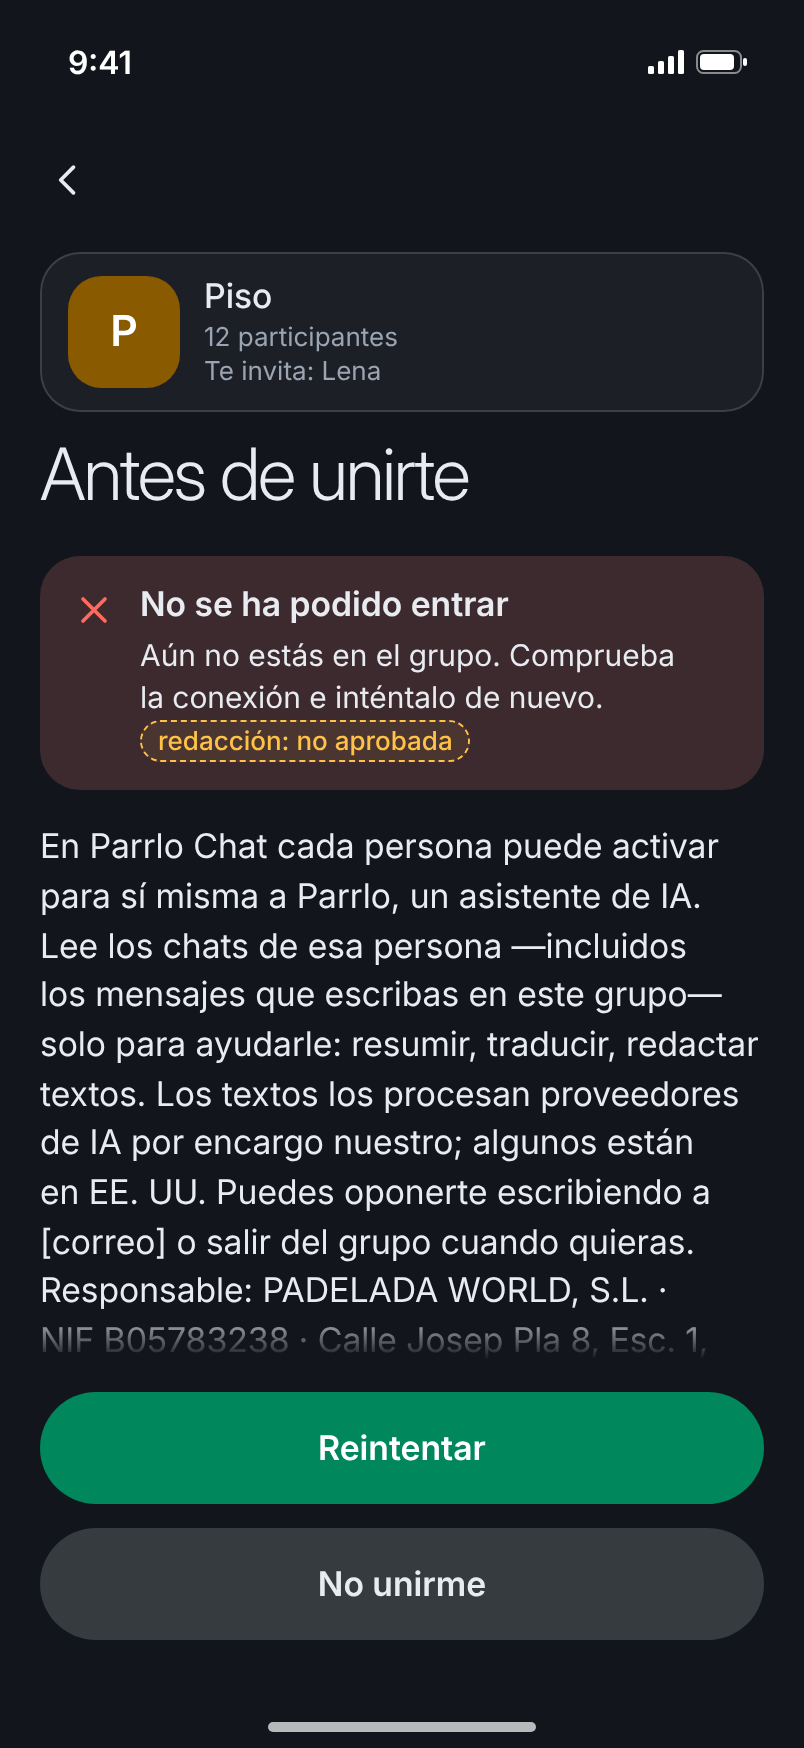 9:41
P
Piso
12 participantes
Te invita: Lena
Antes de unirte
No se ha podido entrar
Aún no estás en el grupo. Comprueba
la conexión e inténtalo de nuevo.
redacción: no aprobada
En Parrlo Chat cada persona puede activar
para sí misma a Parrlo, un asistente de IA.
Lee los chats de esa persona —incluidos
los mensajes que escribas en este grupo—
solo para ayudarle: resumir, traducir, redactar
textos. Los textos los procesan proveedores
de IA por encargo nuestro; algunos están
en EE. UU. Puedes oponerte escribiendo a
[correo] o salir del grupo cuando quieras.
Responsable: PADELADA WORLD, S.L. ·
NIF B05783238 · Calle Josep Pla 8, Esc. 1,
Reintentar
No unirme